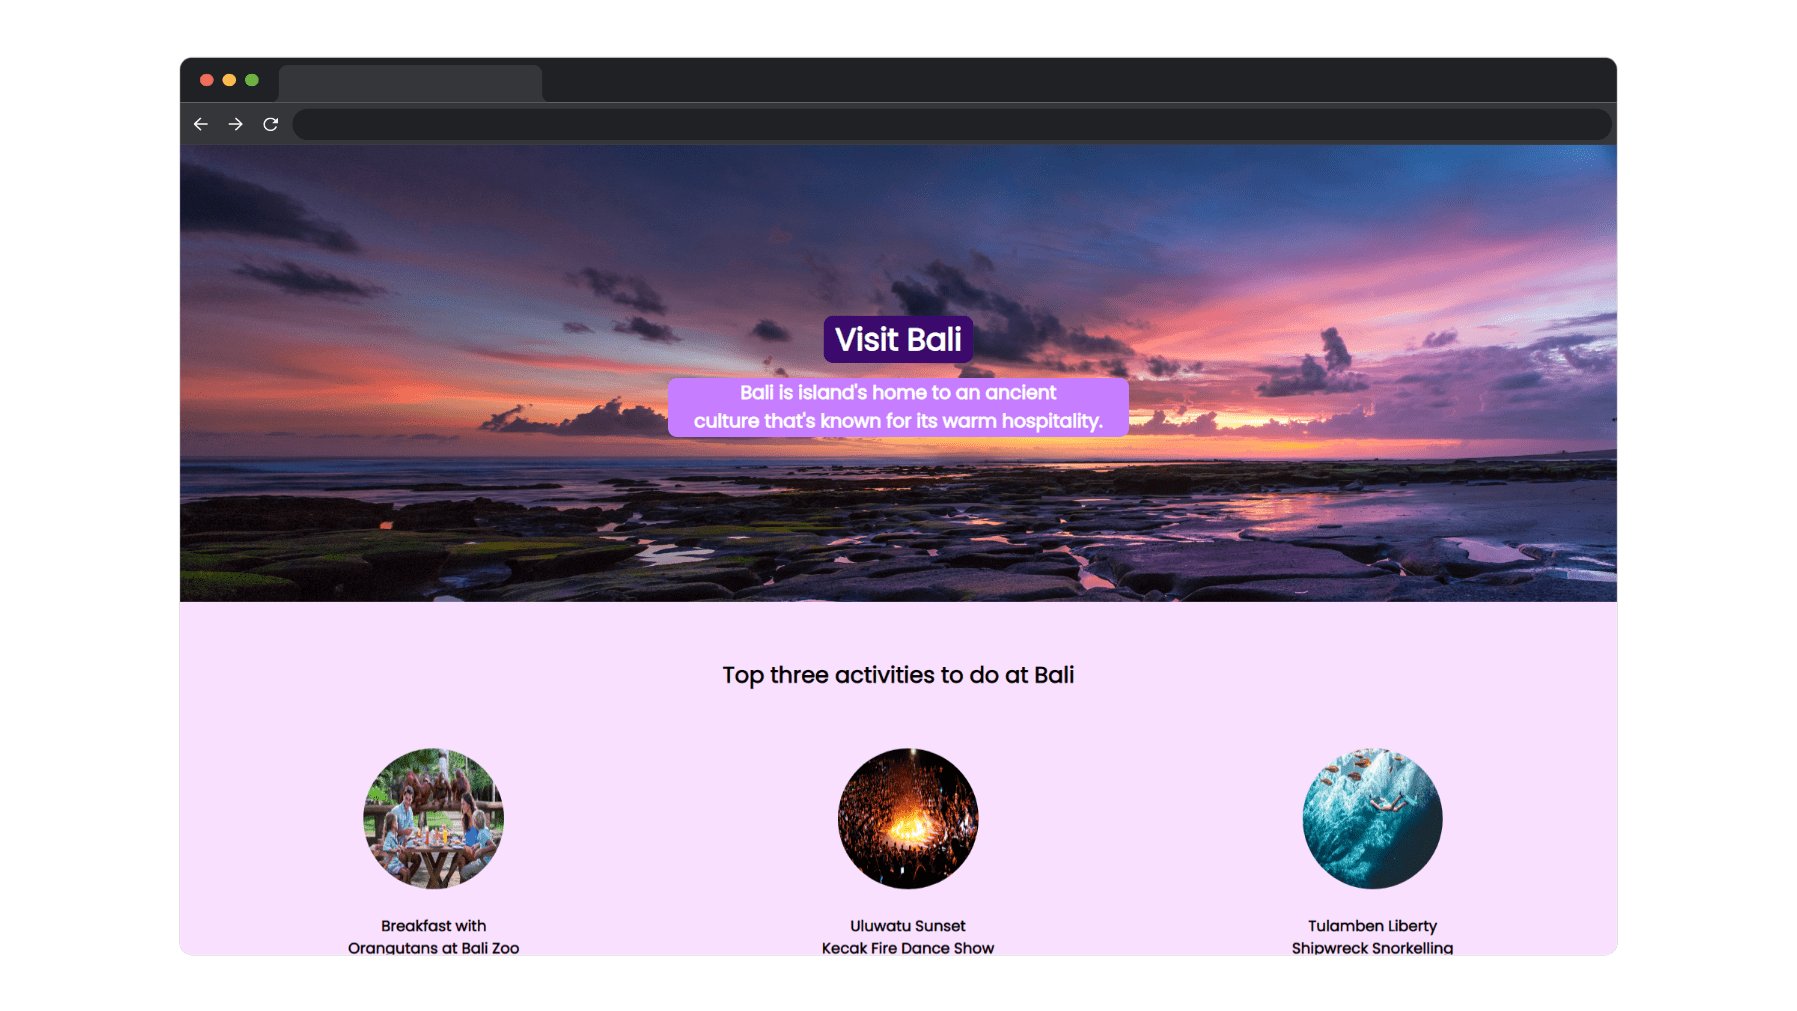 Visit Bali
Bali is island's home to an ancient
culture that's known for its warm hospitality.
Top three activities to do at Bali
Breakfast with
Orangutans at Bali Zoo
Uluwatu Sunset
Kecak Fire Dance Show
Tulamben Liberty
Shipwreck Snorkelling